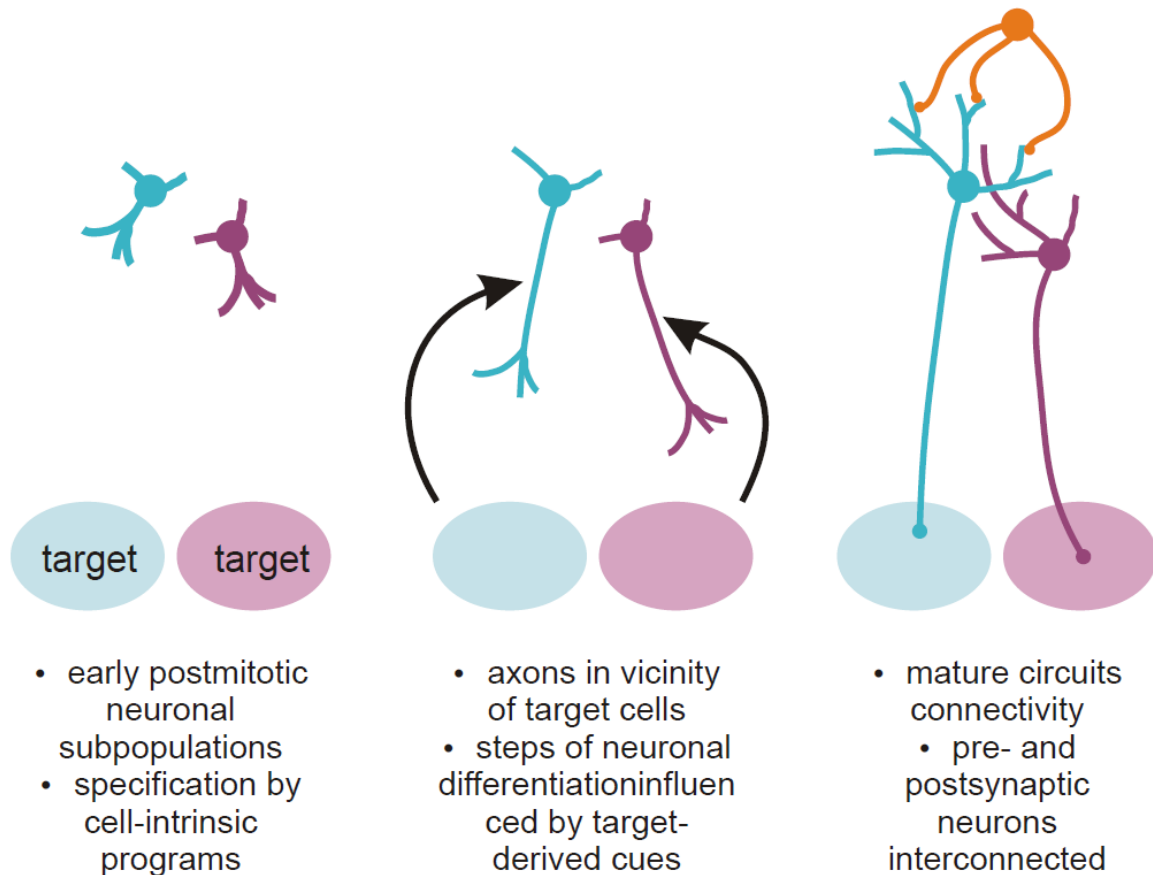 target
target
• early postmitotic
neuronal
subpopulations
• specification by
cell-intrinsic
programs
• axons in vicinity
of target cells
• steps of neuronal
differentiationinfluen
ced by target-
derived cues
• mature circuits
connectivity
• pre- and
postsynaptic
neurons
interconnected